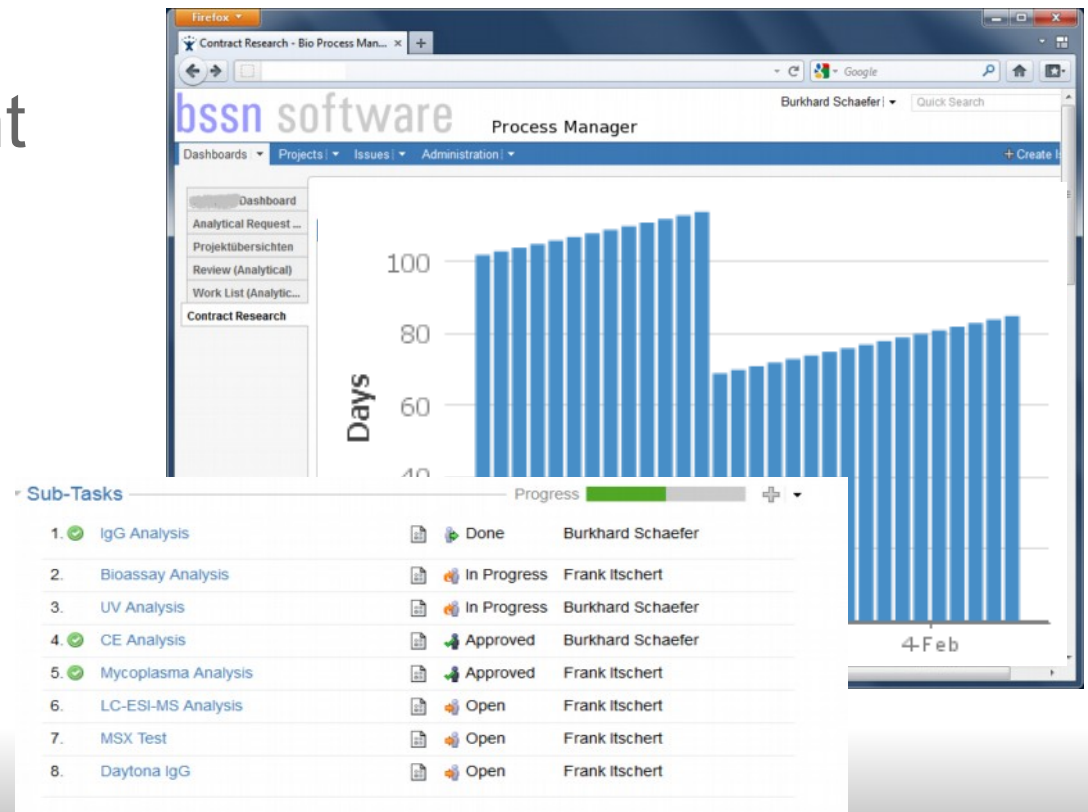 nt
Firefox
Contract Research - Bio Process Man... × +
Google
bssn software Process Manager
Burkhard Schaefer Quick Search
Dashboards Projects Issues Administration + Create Is
Dashboard
Analytical Request ...
Projektübersichten
Review (Analytical)
Work List (Analytic...
Contract Research
Days
100
80
60
40
4-Feb
Sub-Tasks Progress
1. IgG Analysis Done Burkhard Schaefer
2. Bioassay Analysis In Progress Frank Itschert
3. UV Analysis In Progress Burkhard Schaefer
4. CE Analysis Approved Burkhard Schaefer
5. Mycoplasma Analysis Approved Frank Itschert
6. LC-ESI-MS Analysis Open Frank Itschert
7. MSX Test Open Frank Itschert
8. Daytona IgG Open Frank Itschert